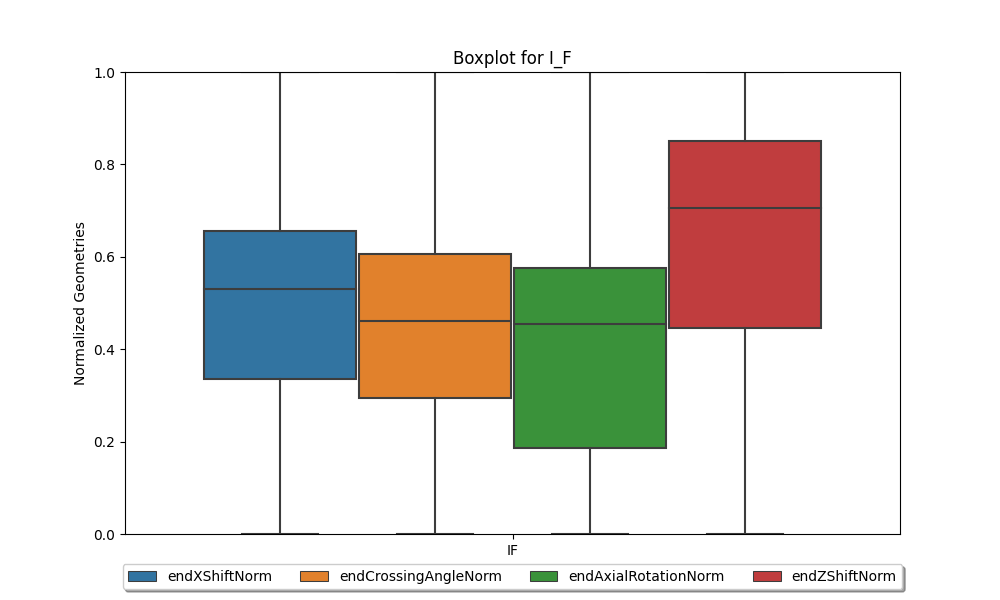 Boxplot for I_F
1.0
0.8
0.6
0.4
0.2
0.0
Normalized Geometries
IF
endXShiftNorm endCrossingAngleNorm endAxialRotationNorm endZShiftNorm